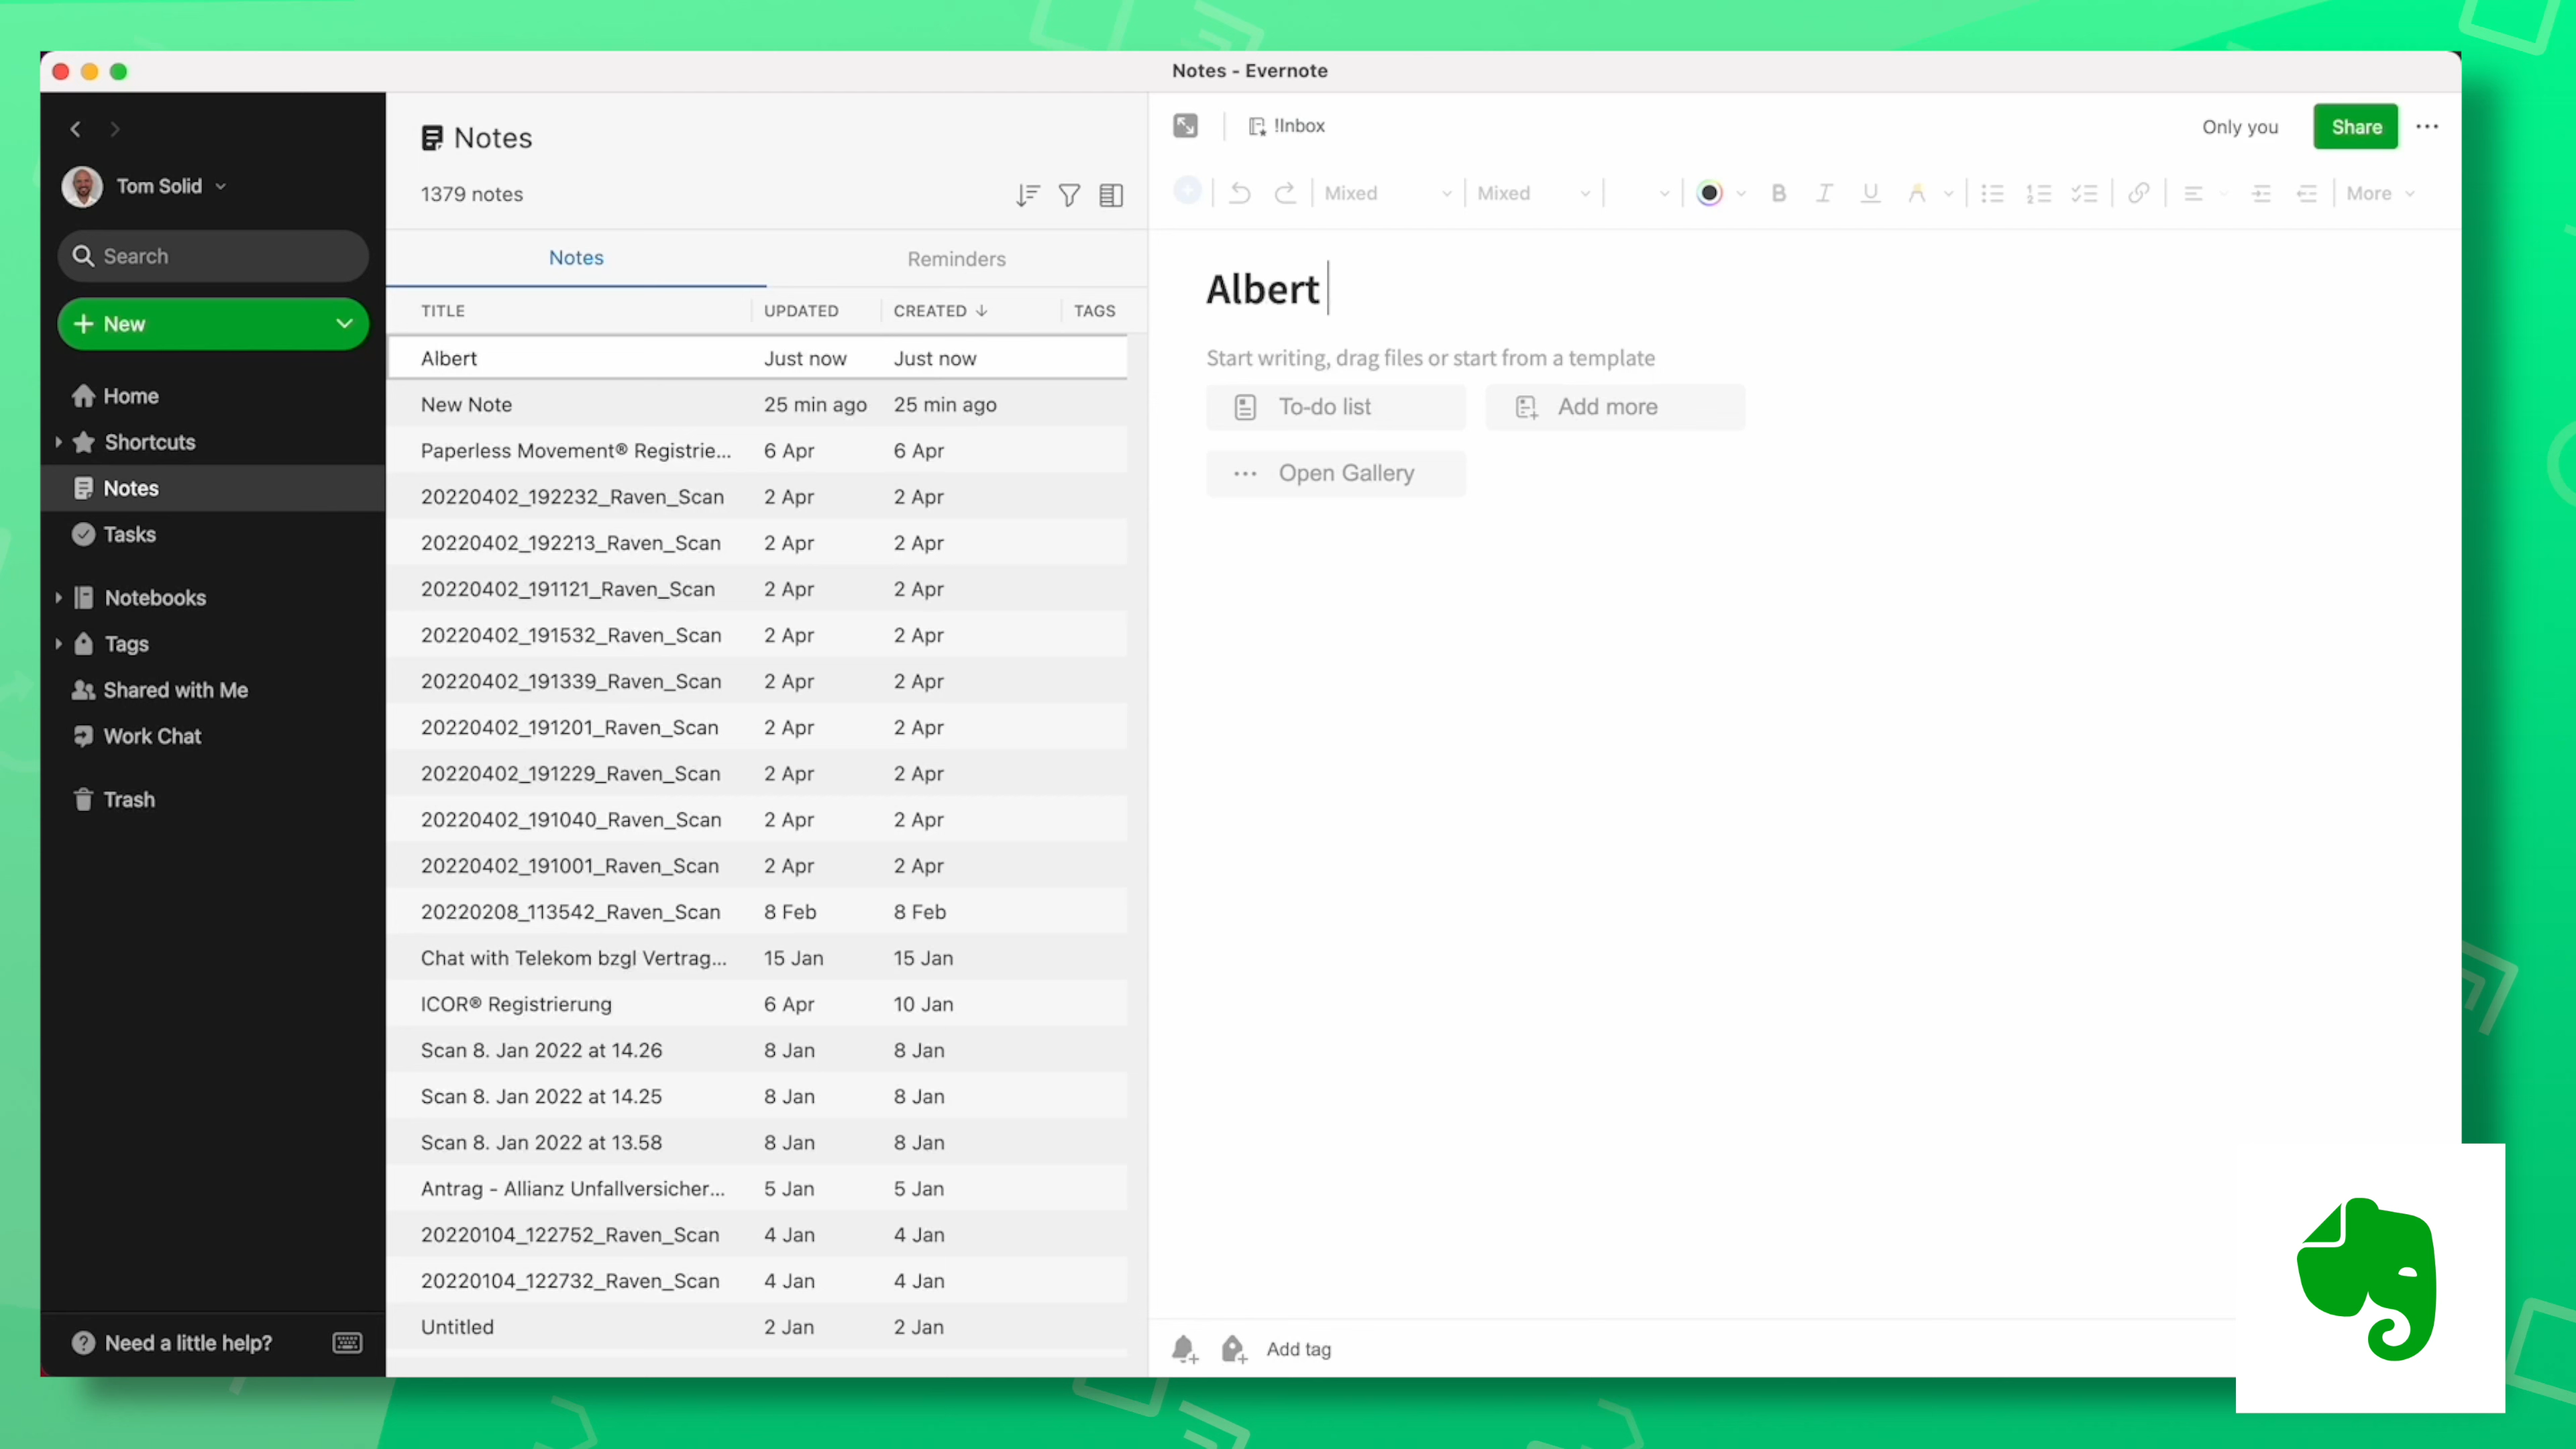 Notes - Evernote
Tom Solid
Search
New
Home
Shortcuts
Notes
Tasks
Notebooks
Tags
Shared with Me
Work Chat
Trash
Need a little help?
Notes
1379 notes
Notes Reminders
TITLE UPDATED CREATED TAGS
Albert Just now Just now
New Note 25 min ago 25 min ago
Paperless Movement® Registrie... 6 Apr 6 Apr
20220402_192232_Raven_Scan 2 Apr 2 Apr
20220402_192213_Raven_Scan 2 Apr 2 Apr
20220402_191121_Raven_Scan 2 Apr 2 Apr
20220402_191532_Raven_Scan 2 Apr 2 Apr
20220402_191339_Raven_Scan 2 Apr 2 Apr
20220402_191201_Raven_Scan 2 Apr 2 Apr
20220402_191229_Raven_Scan 2 Apr 2 Apr
20220402_191040_Raven_Scan 2 Apr 2 Apr
20220402_191001_Raven_Scan 2 Apr 2 Apr
20220208_113542_Raven_Scan 8 Feb 8 Feb
Chat with Telekom bzgl Vertrag... 15 Jan 15 Jan
ICOR® Registrierung 6 Apr 10 Jan
Scan 8. Jan 2022 at 14.26 8 Jan 8 Jan
Scan 8. Jan 2022 at 14.25 8 Jan 8 Jan
Scan 8. Jan 2022 at 13.58 8 Jan 8 Jan
Antrag - Allianz Unfallversicher... 5 Jan 5 Jan
20220104_122752_Raven_Scan 4 Jan 4 Jan
20220104_122732_Raven_Scan 4 Jan 4 Jan
Untitled 2 Jan 2 Jan
!Inbox
Only you Share
Mixed Mixed B I U A More
Albert
Start writing, drag files or start from a template
To-do list Add more
Open Gallery
Add tag